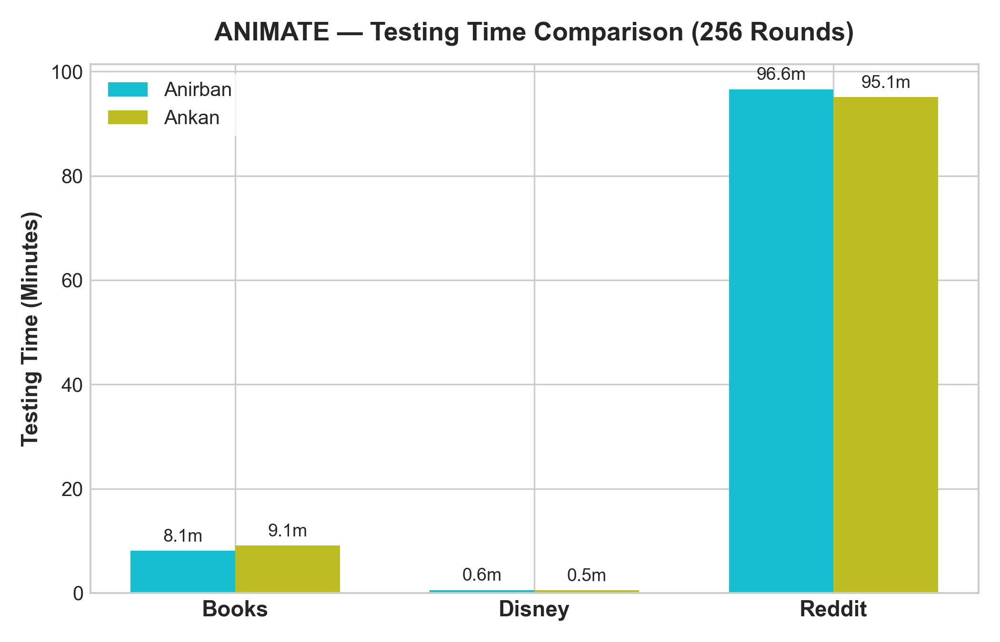 ANIMATE — Testing Time Comparison (256 Rounds)
Testing Time (Minutes)
100
80
60
40
20
0
Anirban
Ankan
8.1m
9.1m
0.6m
0.5m
96.6m
95.1m
Books
Disney
Reddit